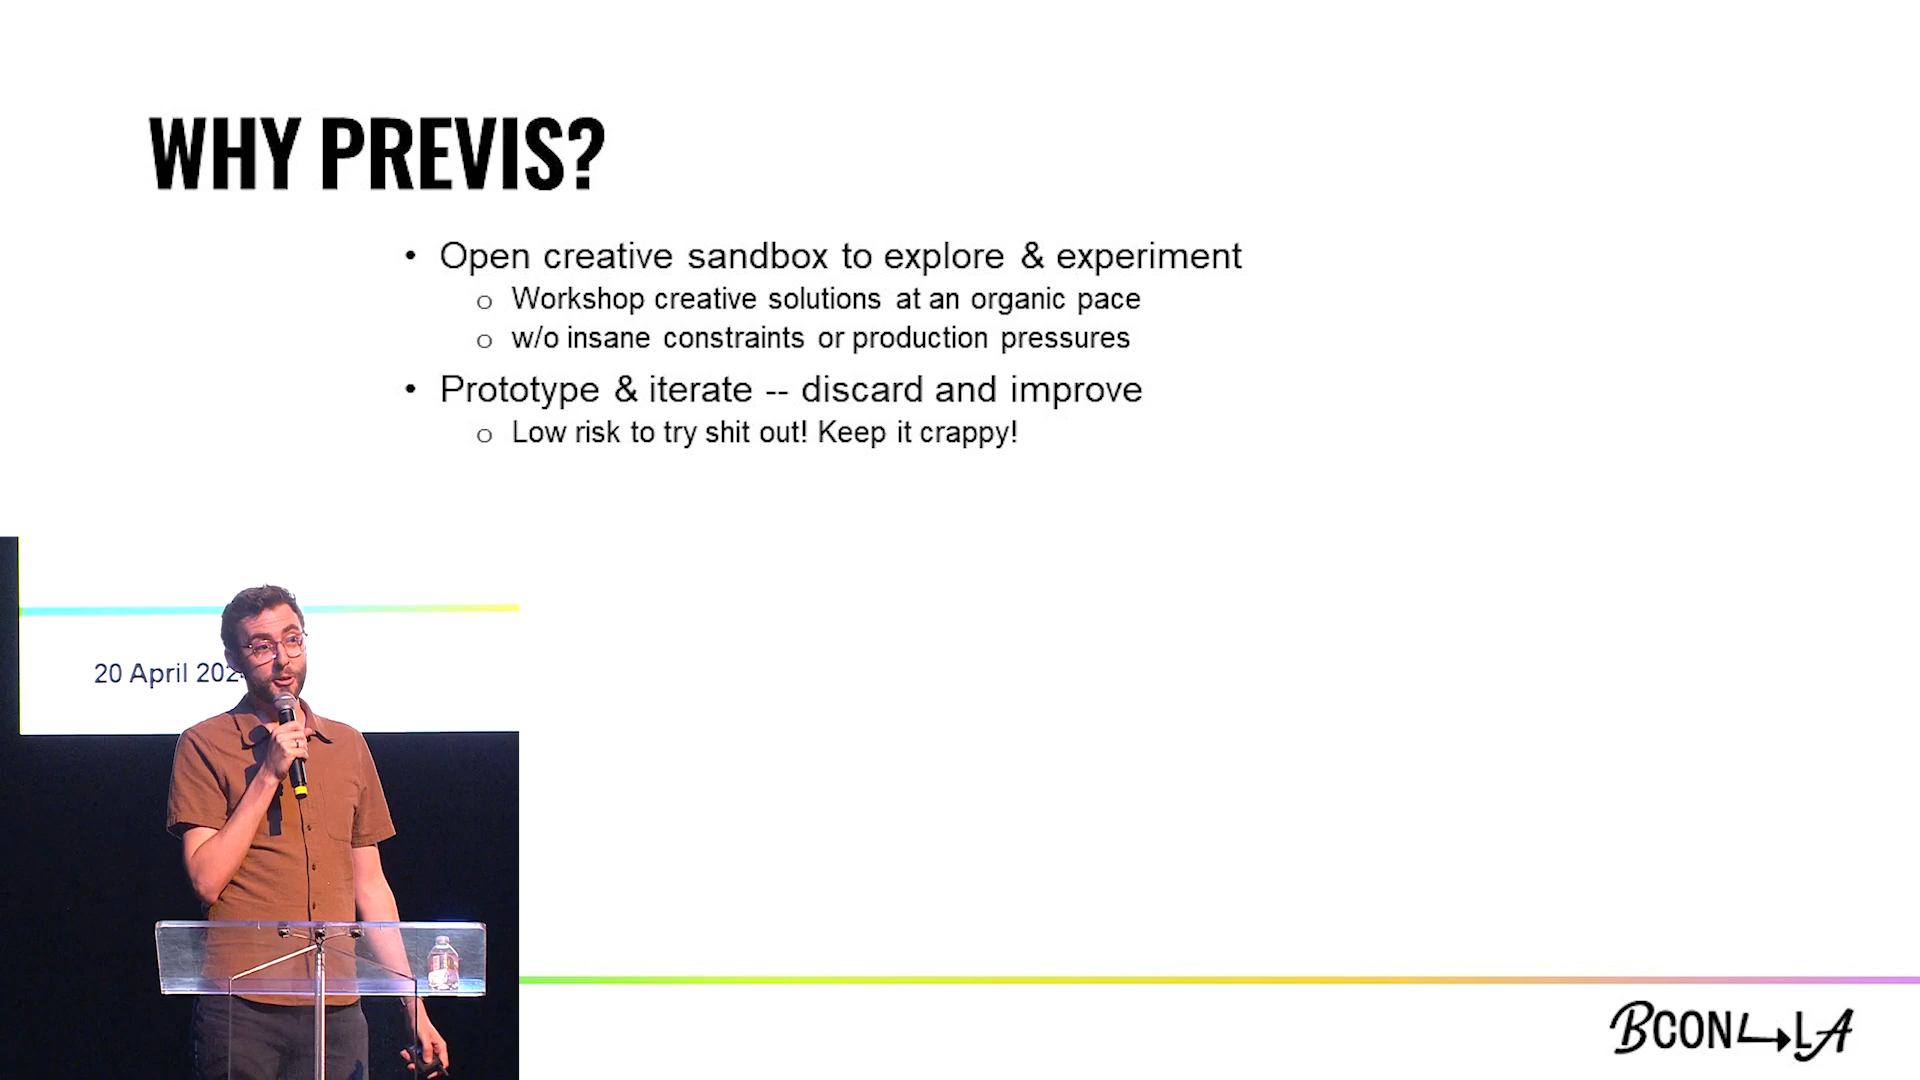 WHY PREVIS?
• Open creative sandbox to explore & experiment
o Workshop creative solutions at an organic pace
o w/o insane constraints or production pressures
• Prototype & iterate -- discard and improve
o Low risk to try shit out! Keep it crappy!
20 April
BCON LA